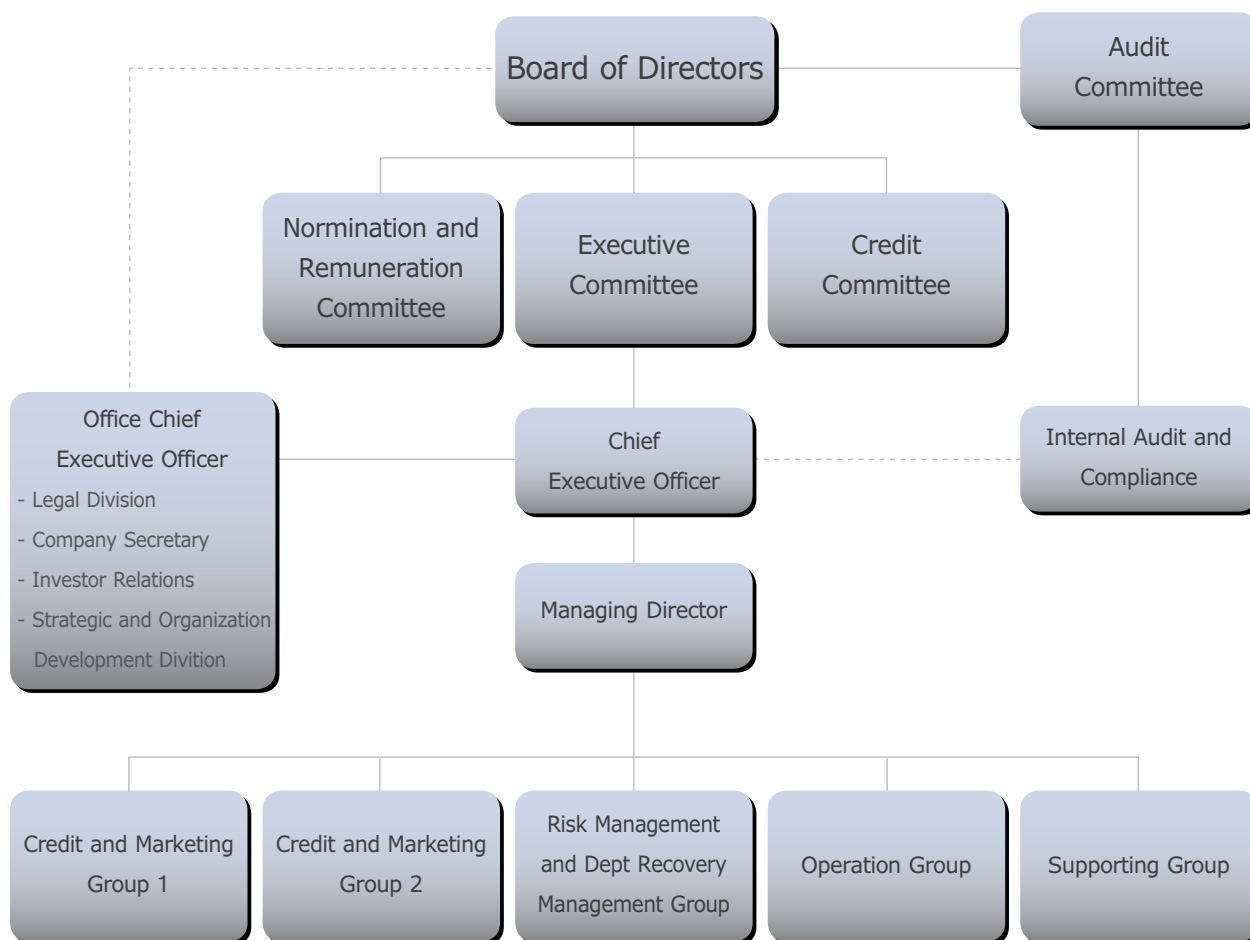 Board of Directors
Audit
Committee
Normination and
Remuneration
Committee
Executive
Committee
Credit
Committee
Office Chief
Executive Officer
- Legal Division
- Company Secretary
- Investor Relations
- Strategic and Organization
Development Divition
Chief
Executive Officer
Internal Audit and
Compliance
Managing Director
Credit and Marketing
Group 1
Credit and Marketing
Group 2
Risk Management
and Dept Recovery
Management Group
Operation Group
Supporting Group